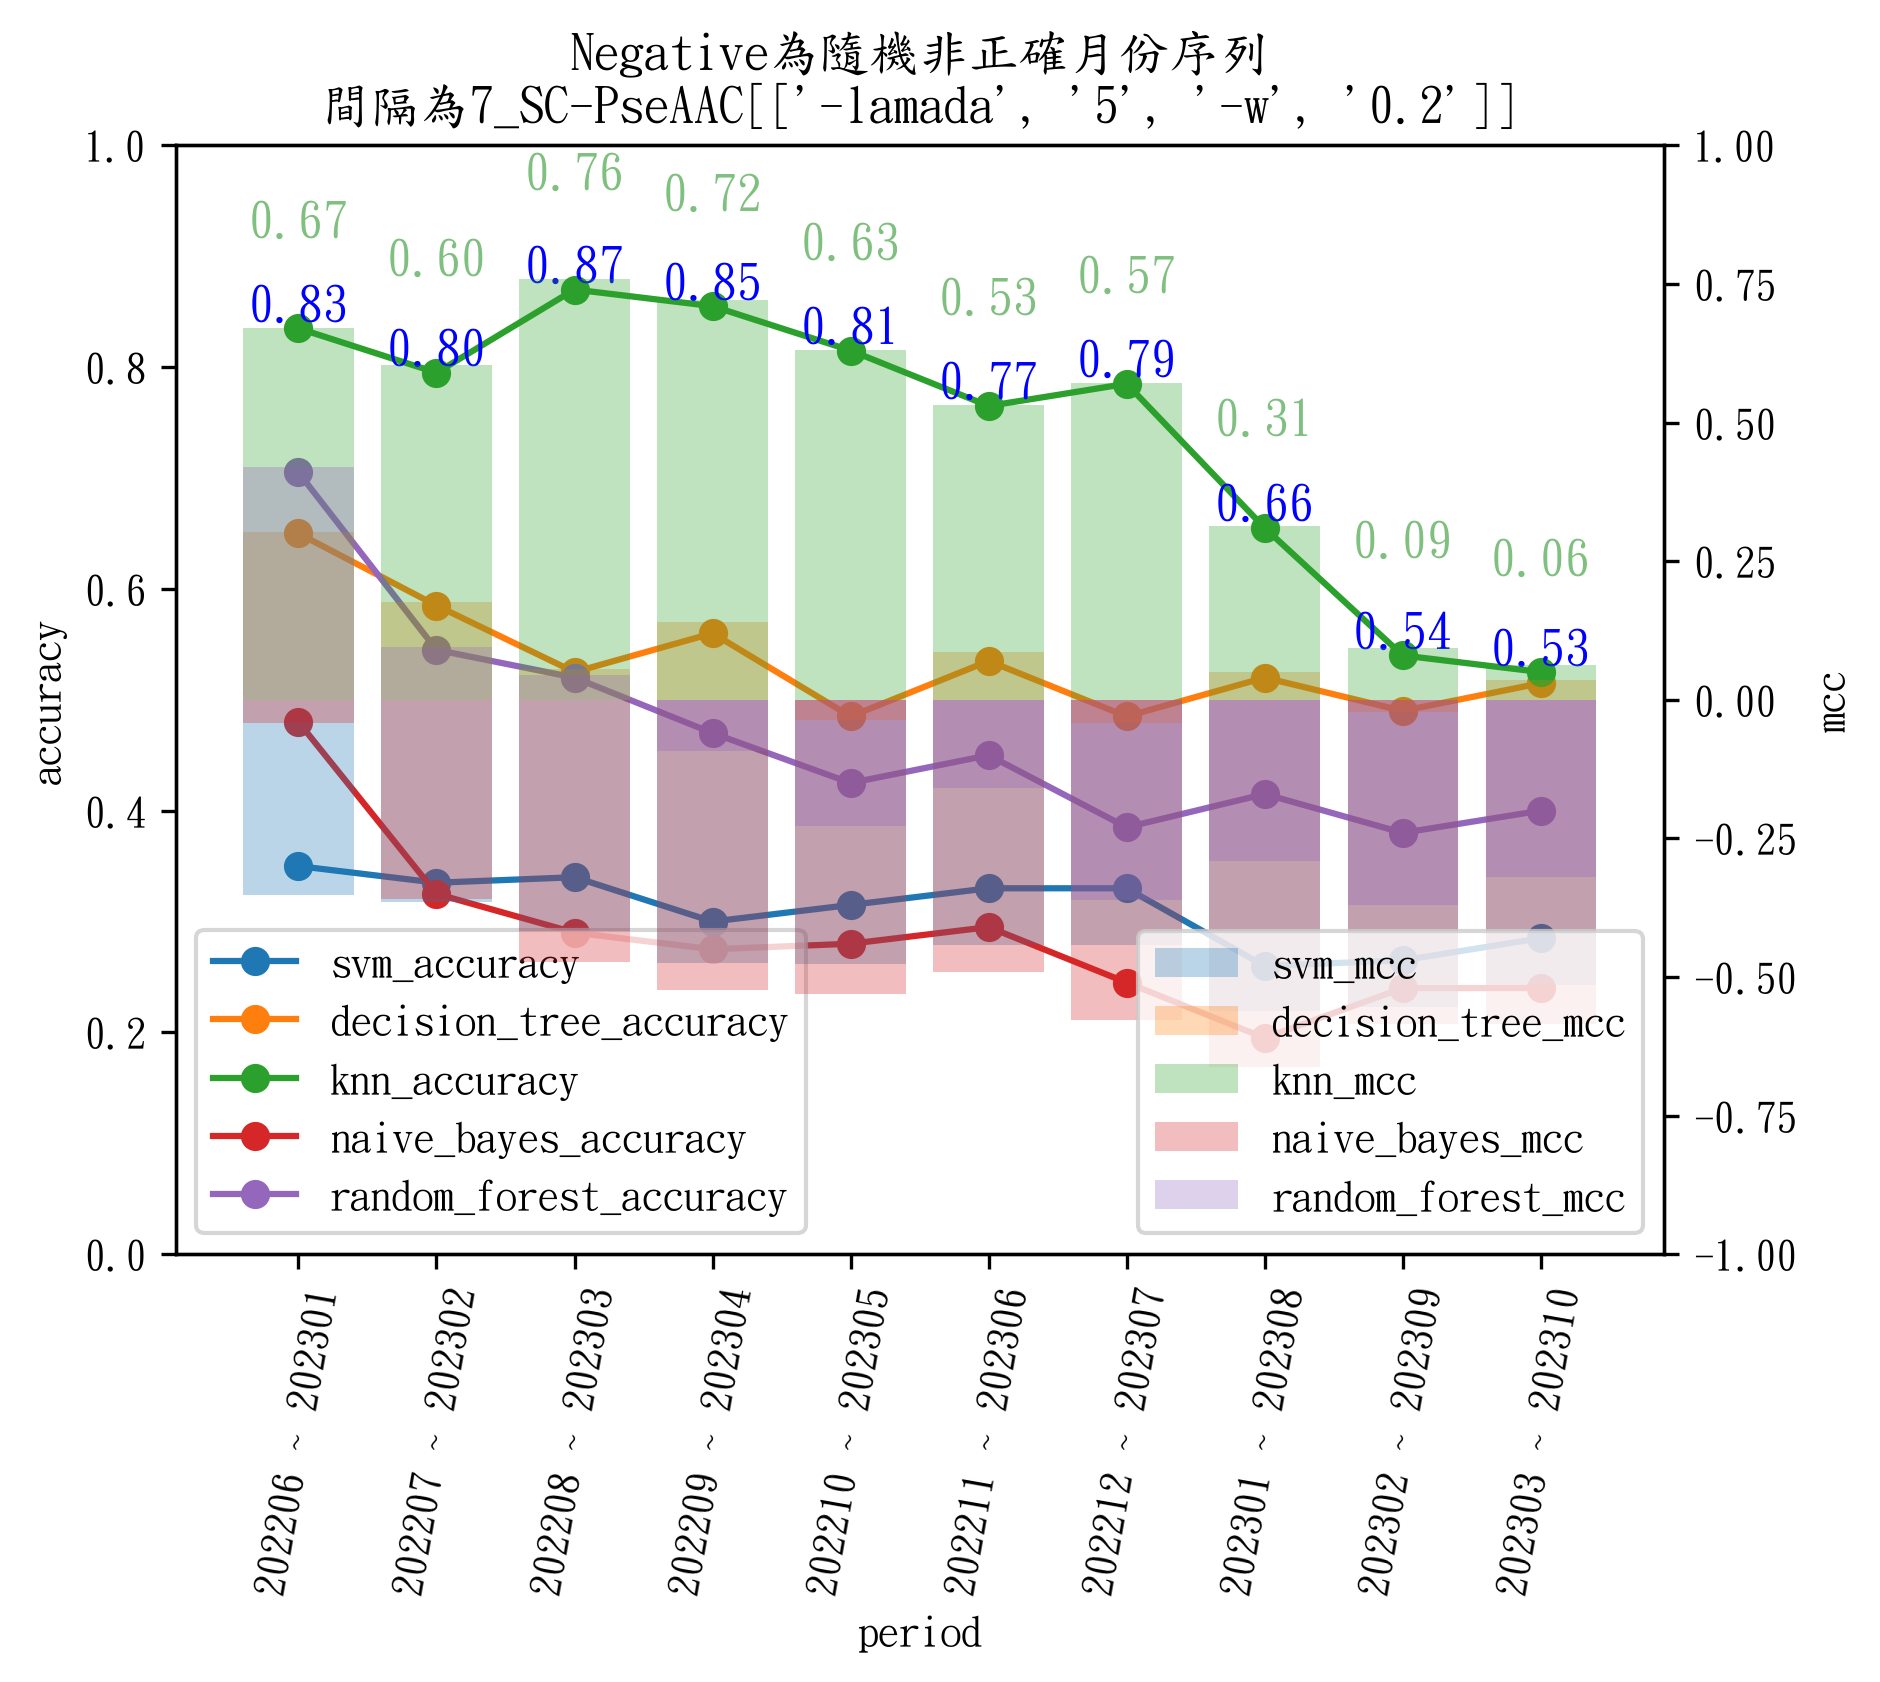 Negative為隨機非正確月份序列
間隔為7_SC-PseAAC[['-lamada', '5', '-w', '0.2']]
accuracy
1.0
0.8
0.6
0.4
0.2
0.0
0.67
0.60
0.76
0.72
0.63
0.53
0.57
0.31
0.09
0.06
0.83
0.80
0.87
0.85
0.81
0.77
0.79
0.66
0.54
0.53
svm_accuracy
decision_tree_accuracy
knn_accuracy
naive_bayes_accuracy
random_forest_accuracy
svm_mcc
decision_tree_mcc
knn_mcc
naive_bayes_mcc
random_forest_mcc
1.00
0.75
0.50
0.25
0.00
-0.25
-0.50
-0.75
-1.00
mcc
202206 ~ 202301
202207 ~ 202302
202208 ~ 202303
202209 ~ 202304
202210 ~ 202305
202211 ~ 202306
202212 ~ 202307
202301 ~ 202308
202302 ~ 202309
202303 ~ 202310
period